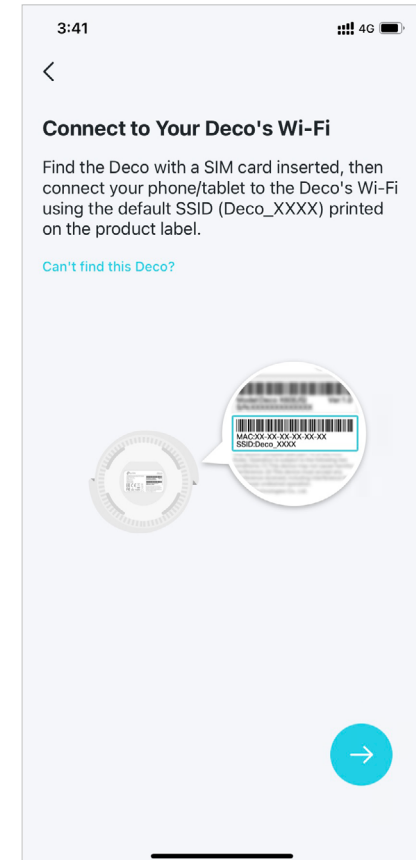 3:41
4G
Connect to Your Deco's Wi-Fi
Find the Deco with a SIM card inserted, then
connect your phone/tablet to the Deco's Wi-Fi
using the default SSID (Deco_XXXX) printed
on the product label.
Can't find this Deco?
MAC:XX-XX-XX-XX-XX-XX
SSID:Deco_XXXX